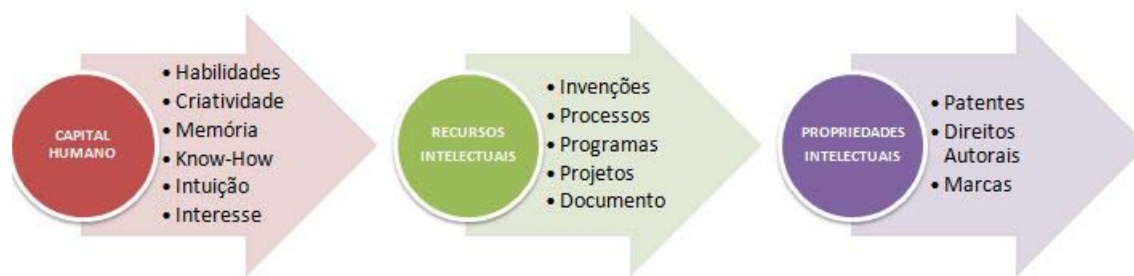 CAPITAL
HUMANO
• Habilidades
• Criatividade
• Memória
• Know-How
• Intuição
• Interesse
RECURSOS
INTELECTUAIS
• Invenções
• Processos
• Programas
• Projetos
• Documento
PROPRIEDADES
INTELECTUAIS
• Patentes
• Direitos
Autorais
• Marcas